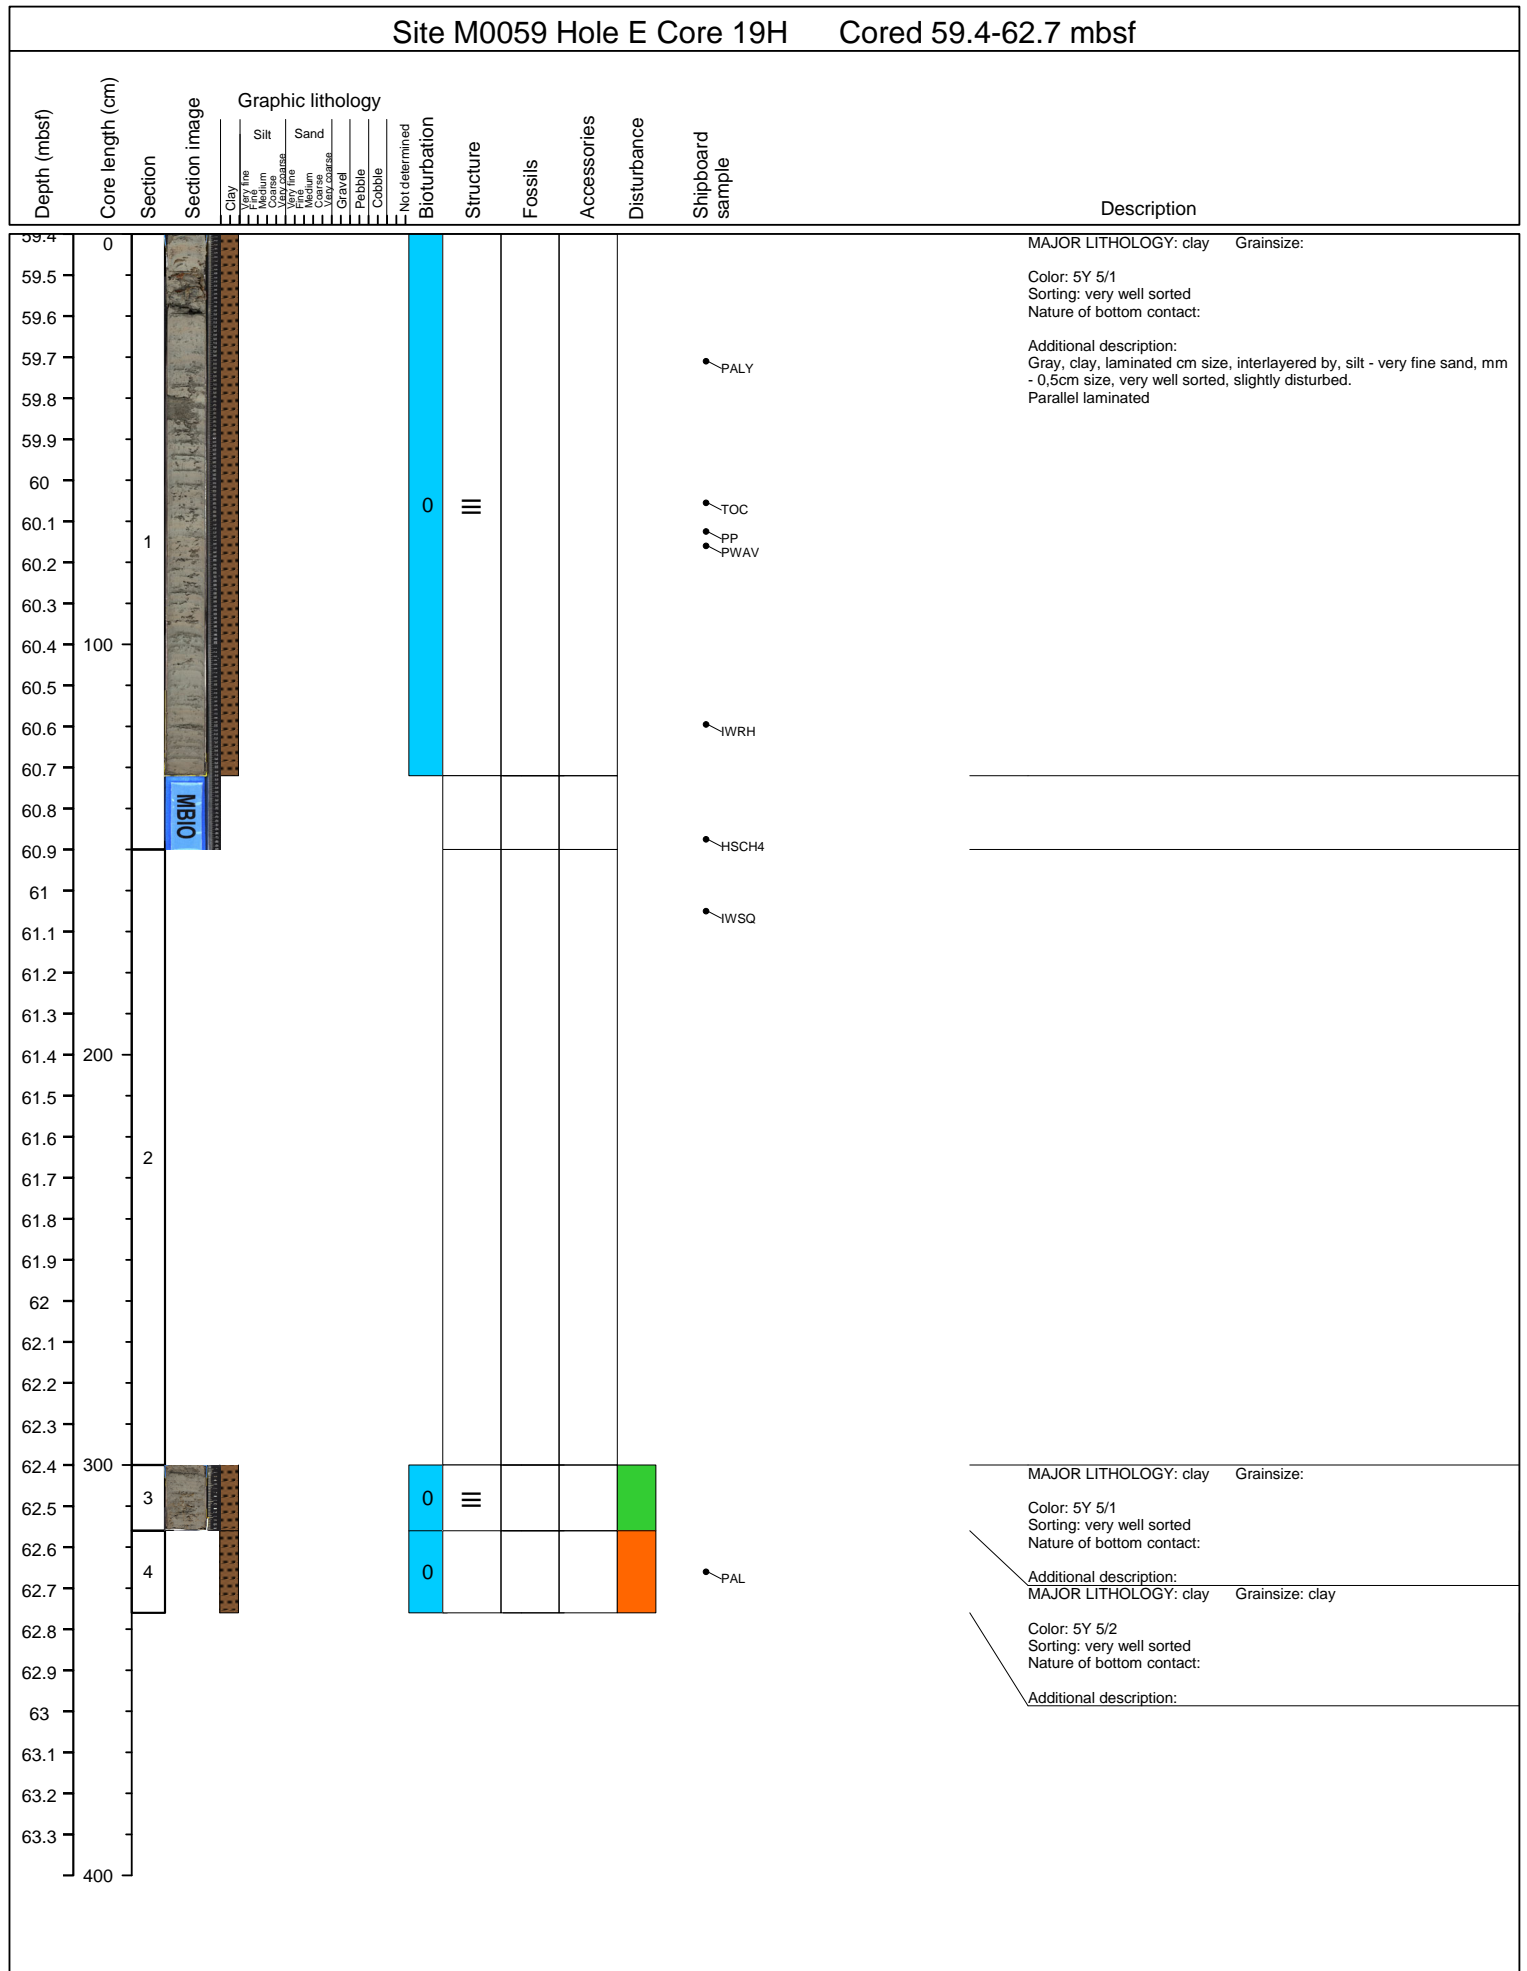 Site M0059 Hole E Core 19H Cored 59.4-62.7 mbsf
Depth (mbsf)
Core length (cm)
Section
Section image
Graphic lithology
Clay
Silt
Very fine
Fine
Medium
Coarse
Very coarse
Sand
Very fine
Fine
Medium
Coarse
Very coarse
Gravel
Pebble
Cobble
Not determined
Bioturbation
Structure
Fossils
Accessories
Disturbance
Shipboard
sample
Description
59.4
59.5
59.6
59.7
59.8
59.9
60
60.1
60.2
60.3
60.4
60.5
60.6
60.7
60.8
60.9
61
61.1
61.2
61.3
61.4
61.5
61.6
61.7
61.8
61.9
62
62.1
62.2
62.3
62.4
62.5
62.6
62.7
62.8
62.9
63
63.1
63.2
63.3
0
100
200
300
400
1
2
3
4
MBIO
0
0
0
PALY
TOC
PP
PWAV
IWRH
HSCH4
IWSQ
PAL
MAJOR LITHOLOGY: clay Grainsize:
Color: 5Y 5/1
Sorting: very well sorted
Nature of bottom contact:
Additional description:
Gray, clay, laminated cm size, interlayered by, silt - very fine sand, mm
- 0,5cm size, very well sorted, slightly disturbed.
Parallel laminated
MAJOR LITHOLOGY: clay Grainsize:
Color: 5Y 5/1
Sorting: very well sorted
Nature of bottom contact:
Additional description:
MAJOR LITHOLOGY: clay Grainsize: clay
Color: 5Y 5/2
Sorting: very well sorted
Nature of bottom contact:
Additional description: